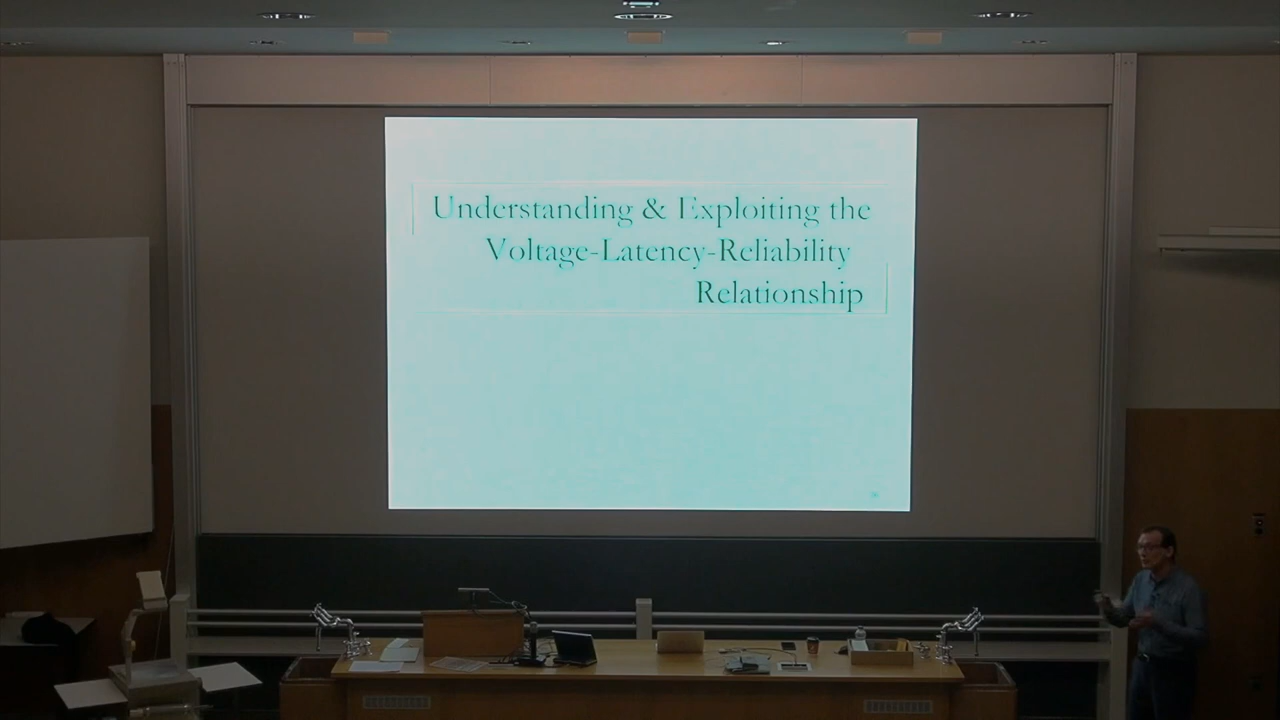 Understanding & Exploiting the
Voltage-Latency-Reliability
Relationship